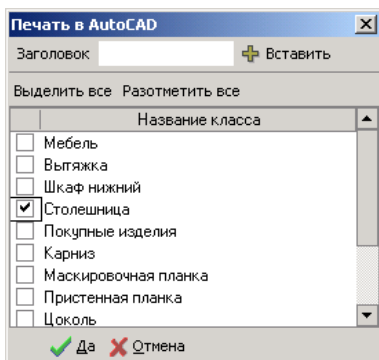 Печать в AutoCAD
Заголовок Вставить
Выделить все Разотметить все
Название класса
Мебель
Вытяжка
Шкаф нижний
Столешница
Покупные изделия
Карниз
Маскировочная планка
Пристенная планка
Цоколь
Да Отмена